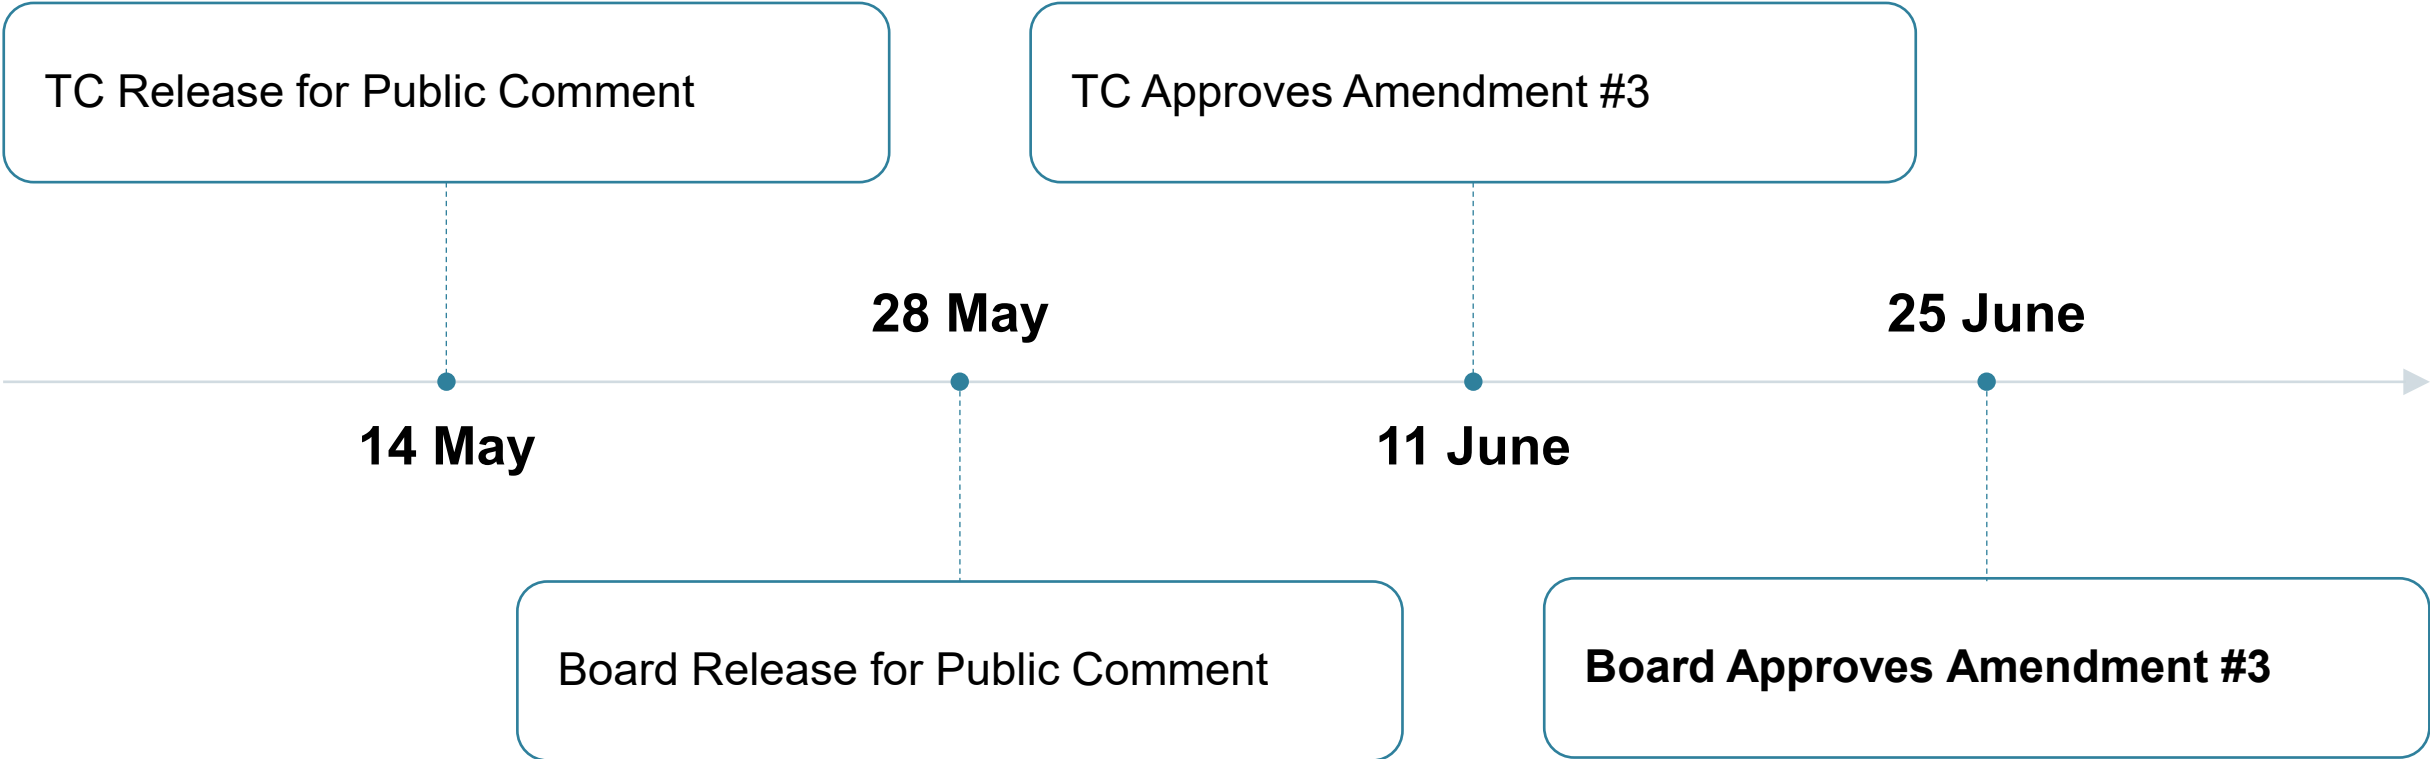 TC Release for Public Comment
TC Approves Amendment #3
28 May
25 June
14 May
11 June
Board Release for Public Comment
Board Approves Amendment #3